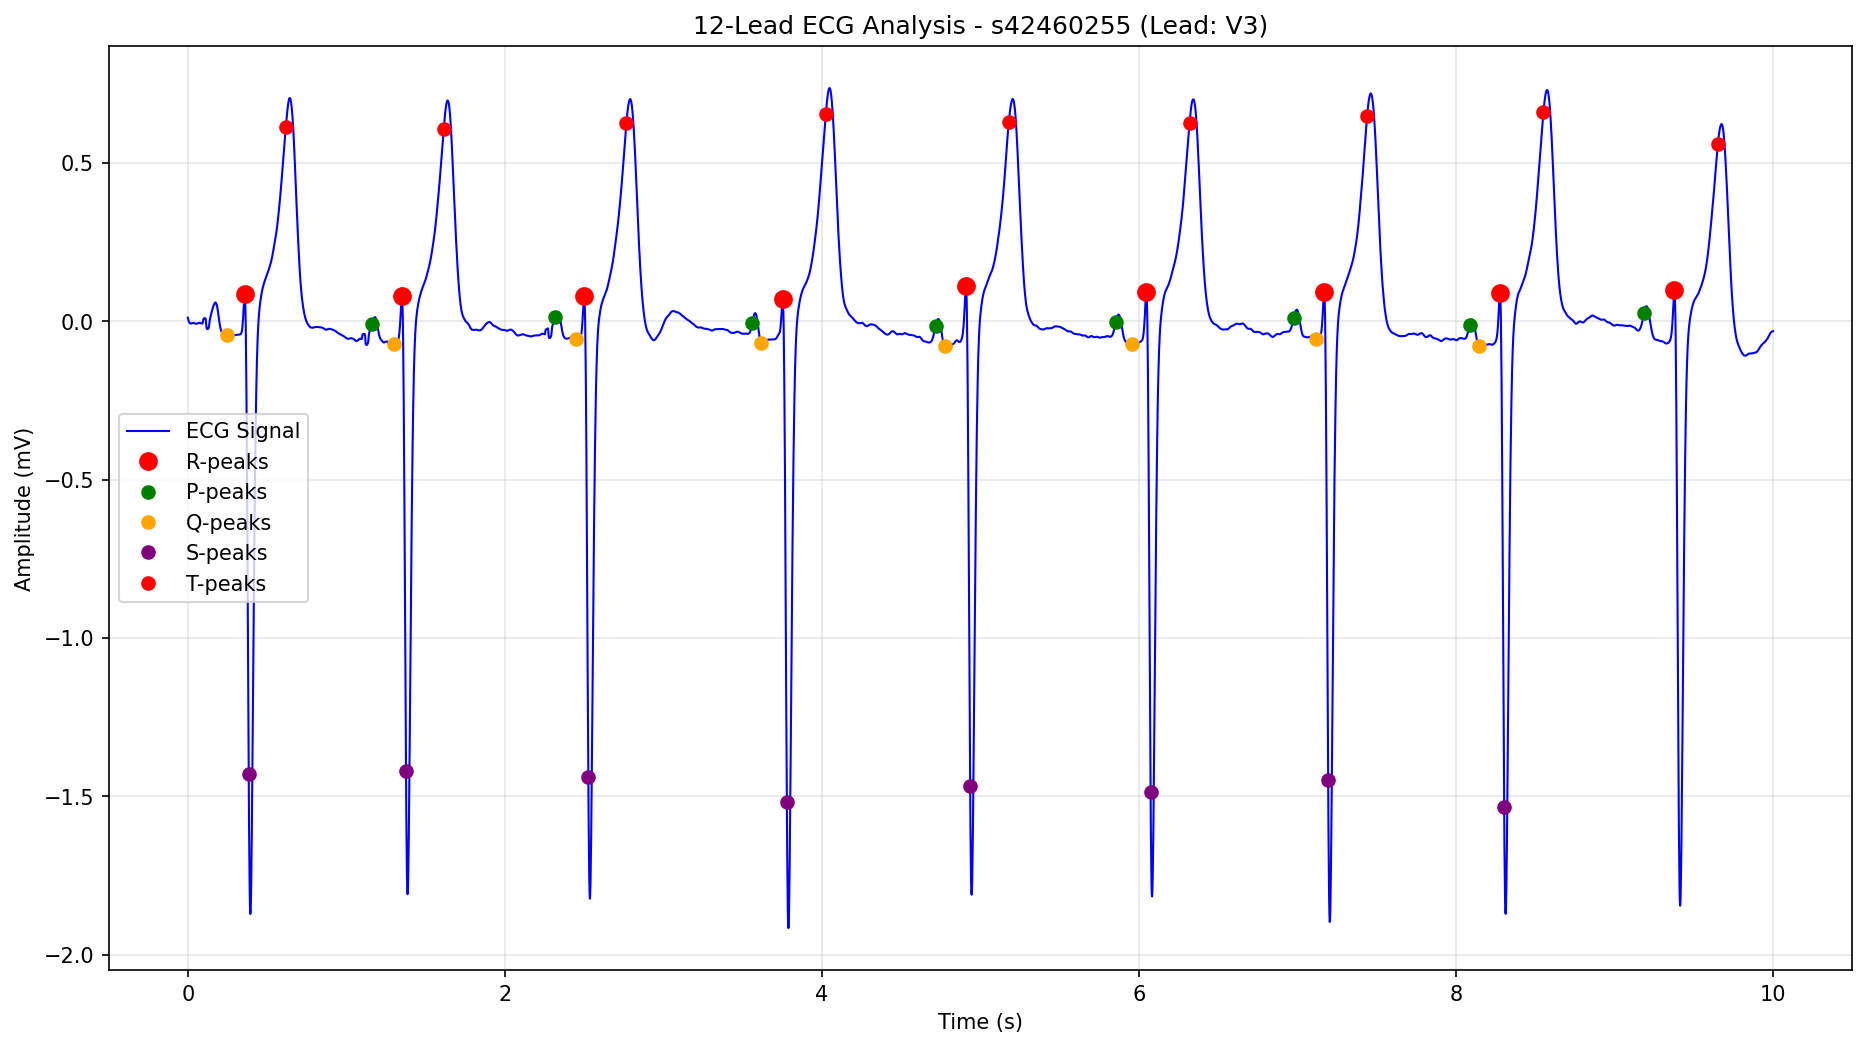 12-Lead ECG Analysis - s42460255 (Lead: V3)
Amplitude (mV)
0.5
0.0
−0.5
−1.0
−1.5
−2.0
ECG Signal
R-peaks
P-peaks
Q-peaks
S-peaks
T-peaks
0 2 4 6 8 10
Time (s)